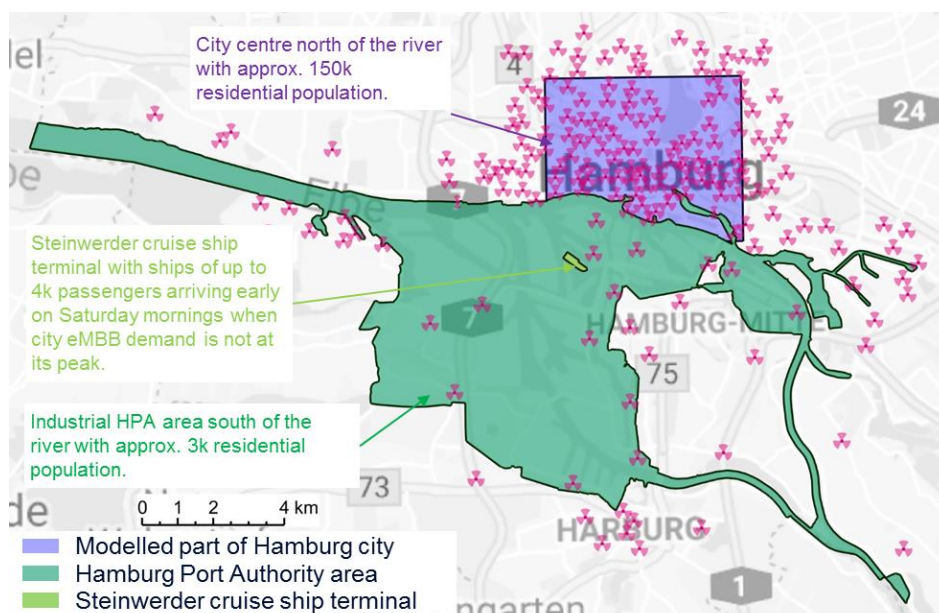 City centre north of the river
with approx. 150k
residential population.
4
del
24
Hamburg
7
Elbe
Steinwerder cruise ship
terminal with ships of up to
4k passengers arriving early
on Saturday mornings when
city eMBB demand is not at
its peak.
7
HAMBURG-MITTE
75
Industrial HPA area south of the
river with approx. 3k residential
population.
73
0 1 2 4 km
de
HARBURG
1
Modelled part of Hamburg city
Hamburg Port Authority area
Steinwerder cruise ship terminal